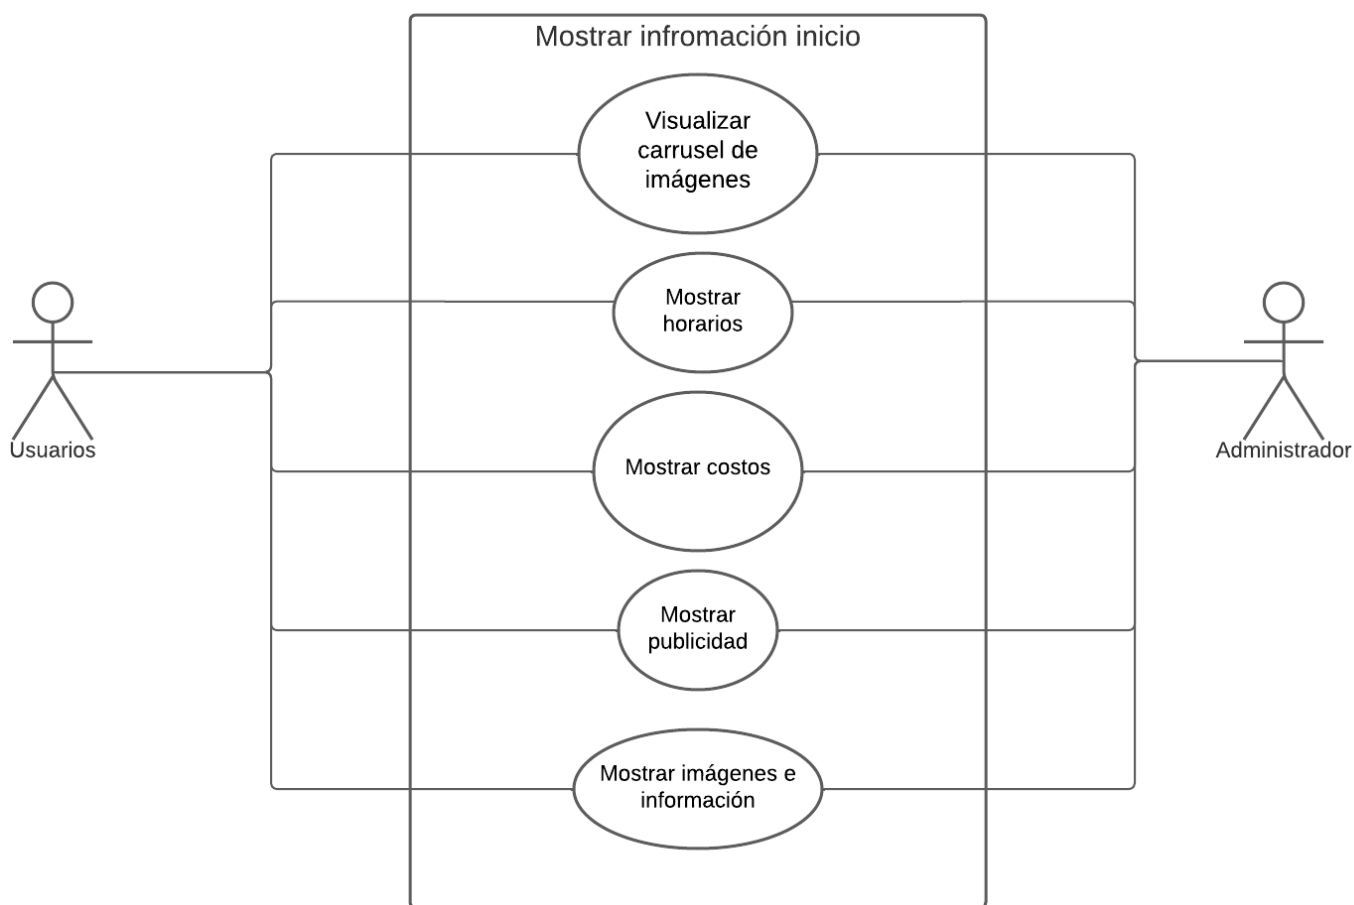 Mostrar infromación inicio
Visualizar
carrusel de
imágenes
Mostrar
horarios
Usuarios
Administrador
Mostrar costos
Mostrar
publicidad
Mostrar imágenes e
información